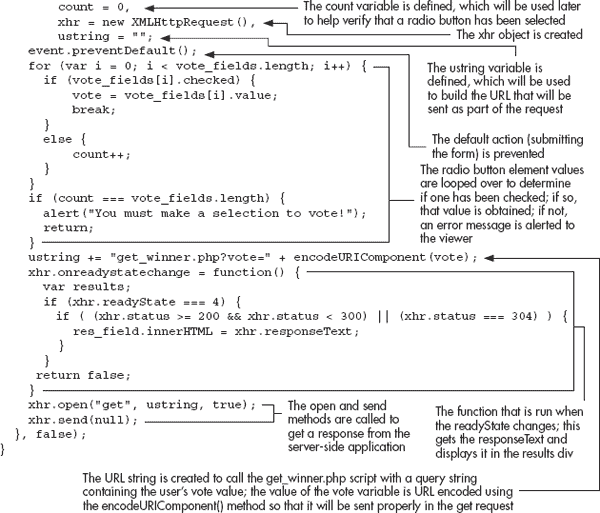 count = 0,
The count variable is defined, which will be used later
to help verify that a radio button has been selected
xhr = new XMLHttpRequest(),
The xhr object is created
ustring = "";
The ustring variable is
defined, which will be used
to build the URL that will be
sent as part of the request
event.preventDefault();
The default action (submitting
the form) is prevented
for (var i = 0; i < vote_fields.length; i++) {
if (vote_fields[i].checked) {
vote = vote_fields[i].value;
break;
}
else {
count++;
}
}
if (count === vote_fields.length) {
alert("You must make a selection to vote!");
return;
}
The radio button element values
are looped over to determine
if one has been checked; if so,
that value is obtained; if not,
an error message is alerted to
the viewer
ustring += "get_winner.php?vote=" + encodeURIComponent(vote);
xhr.onreadystatechange = function() {
var results;
if (xhr.readyState === 4) {
if ( (xhr.status >= 200 && xhr.status < 300) || (xhr.status === 304) ) {
res_field.innerHTML = xhr.responseText;
}
}
return false;
}
xhr.open("get", ustring, true);
xhr.send(null);
}, false);
}
The open and send
methods are called to
get a response from the
server-side application
The function that is run when
the readyState changes; this
gets the responseText and
displays it in the results div
The URL string is created to call the get_winner.php script with a query string
containing the user's vote value; the value of the vote variable is URL encoded using
the encodeURIComponent() method so that it will be sent properly in the get request